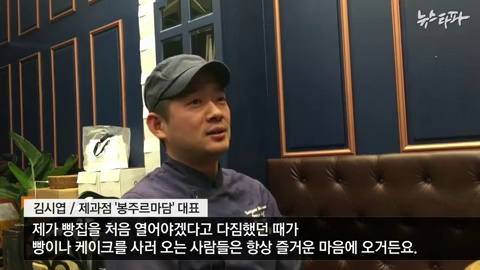 뉴스타파
김시엽 / 제과점 '봉주르마담' 대표
제가 빵집을 처음 열어야겠다고 다짐했던 때가
빵이나 케이크를 사러 오는 사람들은 항상 즐거운 마음에 오거든요.